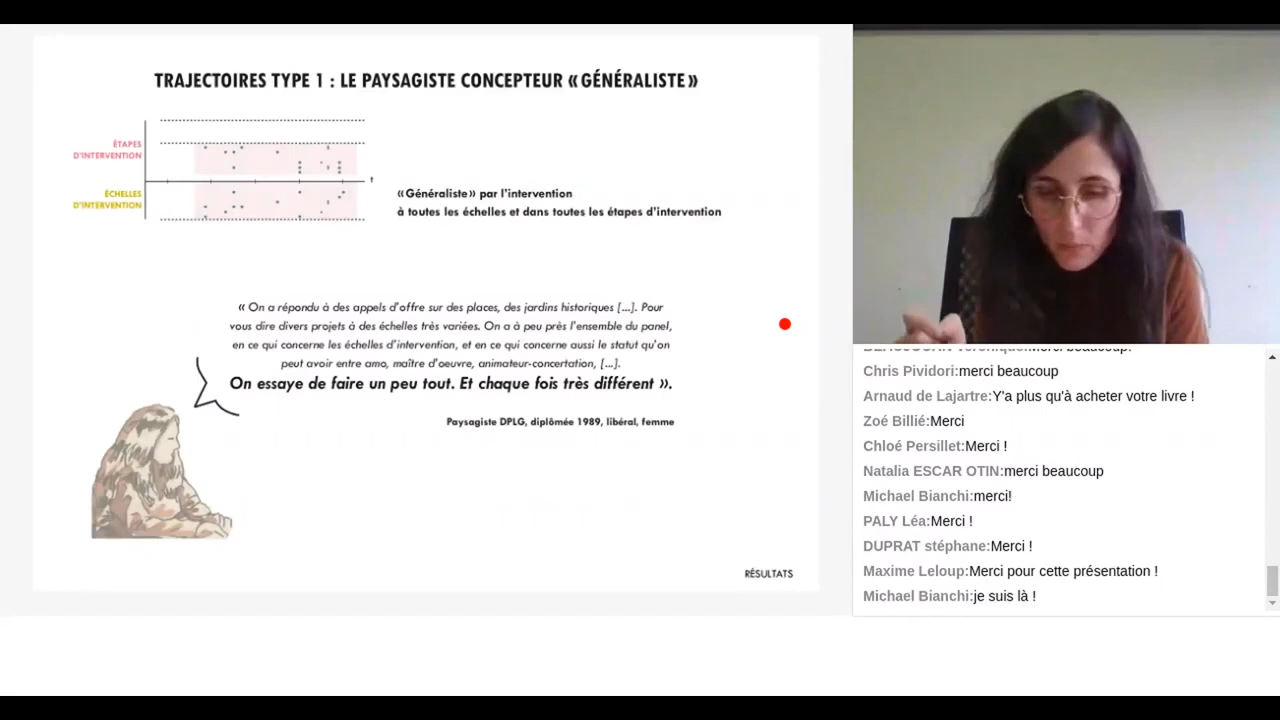 TRAJECTOIRES TYPE 1 : LE PAYSAGISTE CONCEPTEUR « GÉNÉRALISTE »
ÉTAPES
D'INTERVENTION
ÉCHELLES
D'INTERVENTION
t
« Généraliste » par l'intervention
à toutes les échelles et dans toutes les étapes d'intervention
« On a répondu à des appels d'offre sur des places, des jardins historiques [...]. Pour
vous dire divers projets à des échelles très variées. On a à peu près l'ensemble du panel,
en ce qui concerne les échelles d'intervention, et en ce qui concerne aussi le statut qu'on
peut avoir entre amo, maître d'oeuvre, animateur-concertation, [...].
On essaye de faire un peu tout. Et chaque fois très différent ».
Paysagiste DPLG, diplômée 1989, libéral, femme
RÉSULTATS
Chris Pividori:merci beaucoup
Arnaud de Lajartre:Y'a plus qu'à acheter votre livre !
Zoé Billié:Merci
Chloé Persillet:Merci !
Natalia ESCAR OTIN:merci beaucoup
Michael Bianchi:merci!
PALY Léa:Merci !
DUPRAT stéphane:Merci !
Maxime Leloup:Merci pour cette présentation !
Michael Bianchi:je suis là !